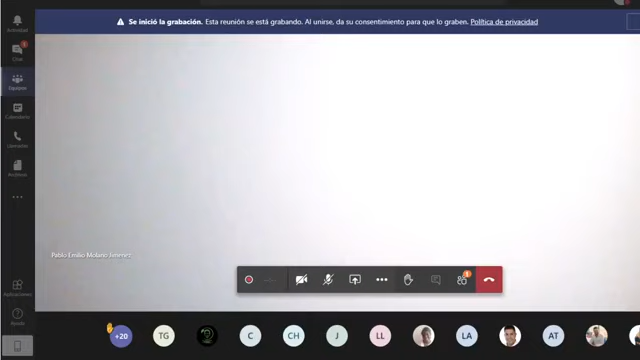 Se inició la grabación. Esta reunión se está grabando. Al unirse, da su consentimiento para que lo graben. Política de privacidad
Actividad
Chat
Equipos
Calendario
Llamadas
Archivos
Pablo Emilio Molano Jimenez
Aplicaciones
Ayuda
+20
TG
C
CH
J
LL
LA
AT